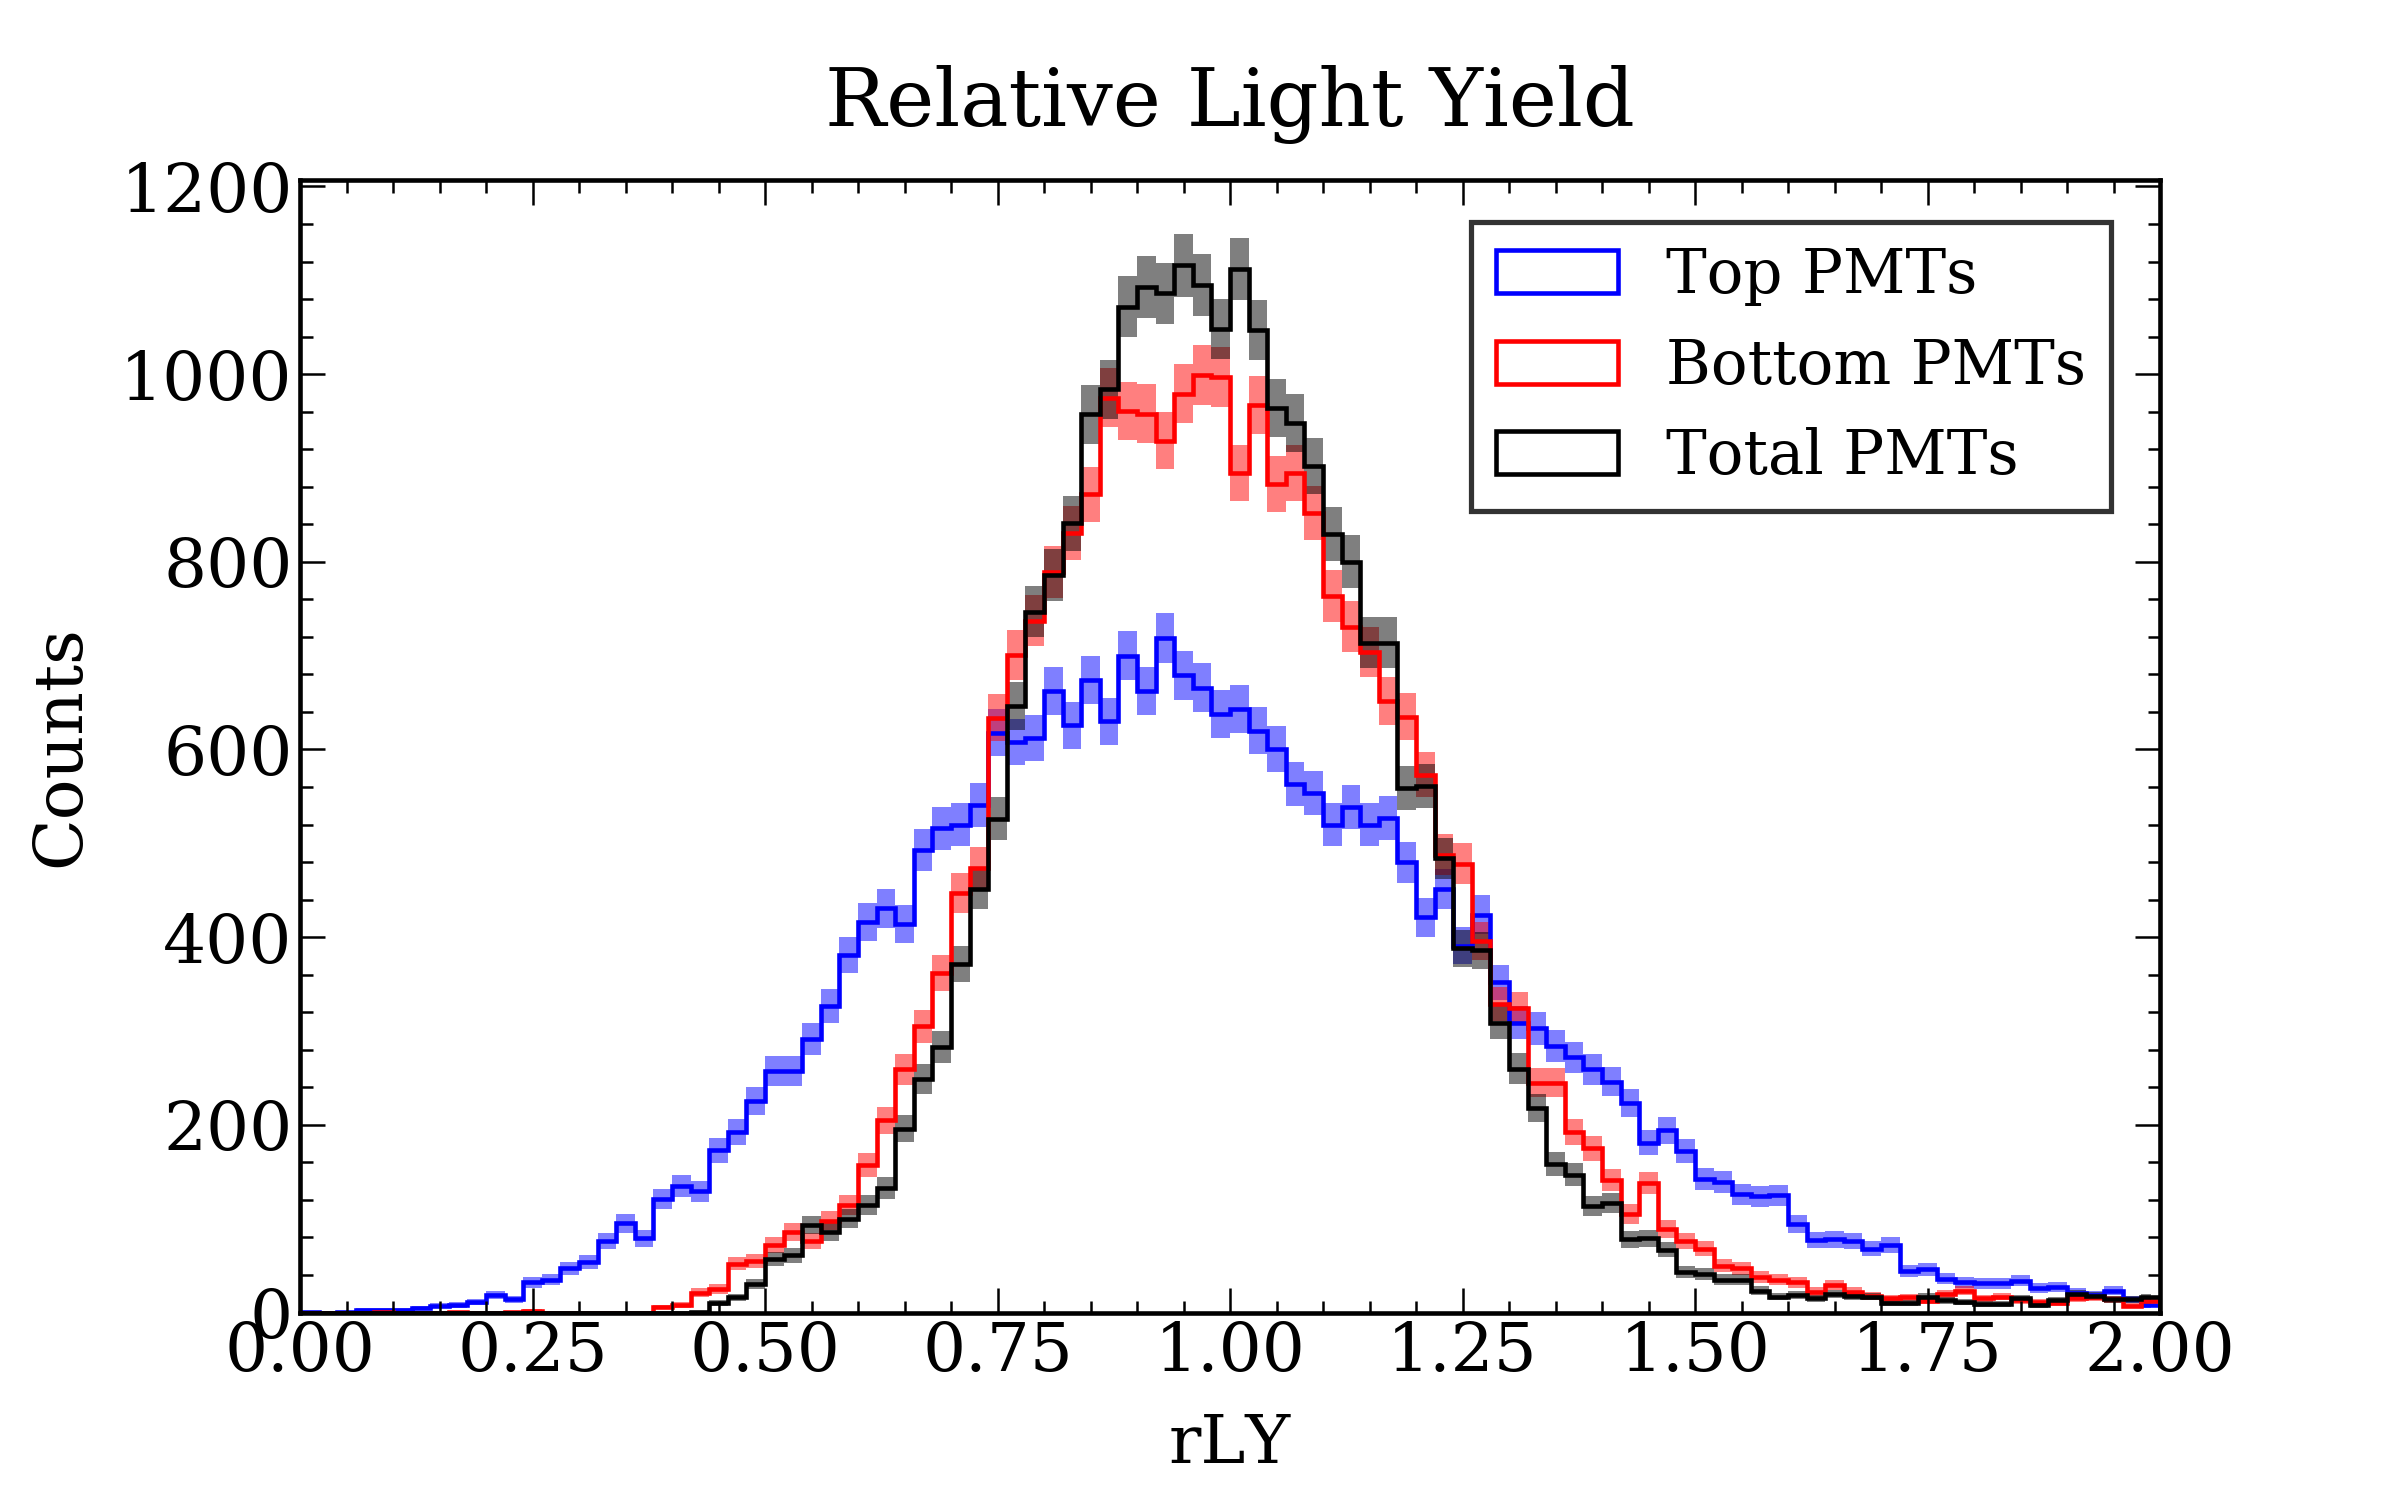 Relative Light Yield
1200
1000
800
600
400
200
0
Counts
Top PMTs
Bottom PMTs
Total PMTs
0.00 0.25 0.50 0.75 1.00 1.25 1.50 1.75 2.00
rLY